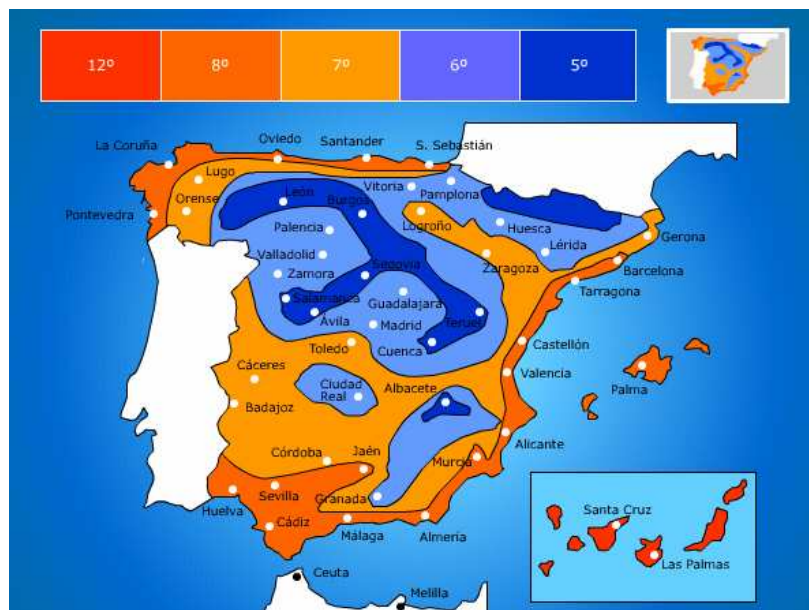 12º 8º 7º 6º 5º
La Coruña
Oviedo
Santander
S. Sebastián
Lugo
Vitoria
Pamplona
León
Burgos
Orense
Pontevedra
Logroño
Huesca
Palencia
Gerona
Valladolid
Lérida
Zaragoza
Barcelona
Zamora
Segovia
Tarragona
Salamanca
Guadalajara
Ávila
Madrid
Teruel
Toledo
Cuenca
Castellón
Cáceres
Valencia
Ciudad
Real
Albacete
Palma
Badajoz
Alicante
Córdoba
Jaén
Murcia
Sevilla
Granada
Huelva
Cádiz
Málaga
Almería
Santa Cruz
Las Palmas
Ceuta
Melilla